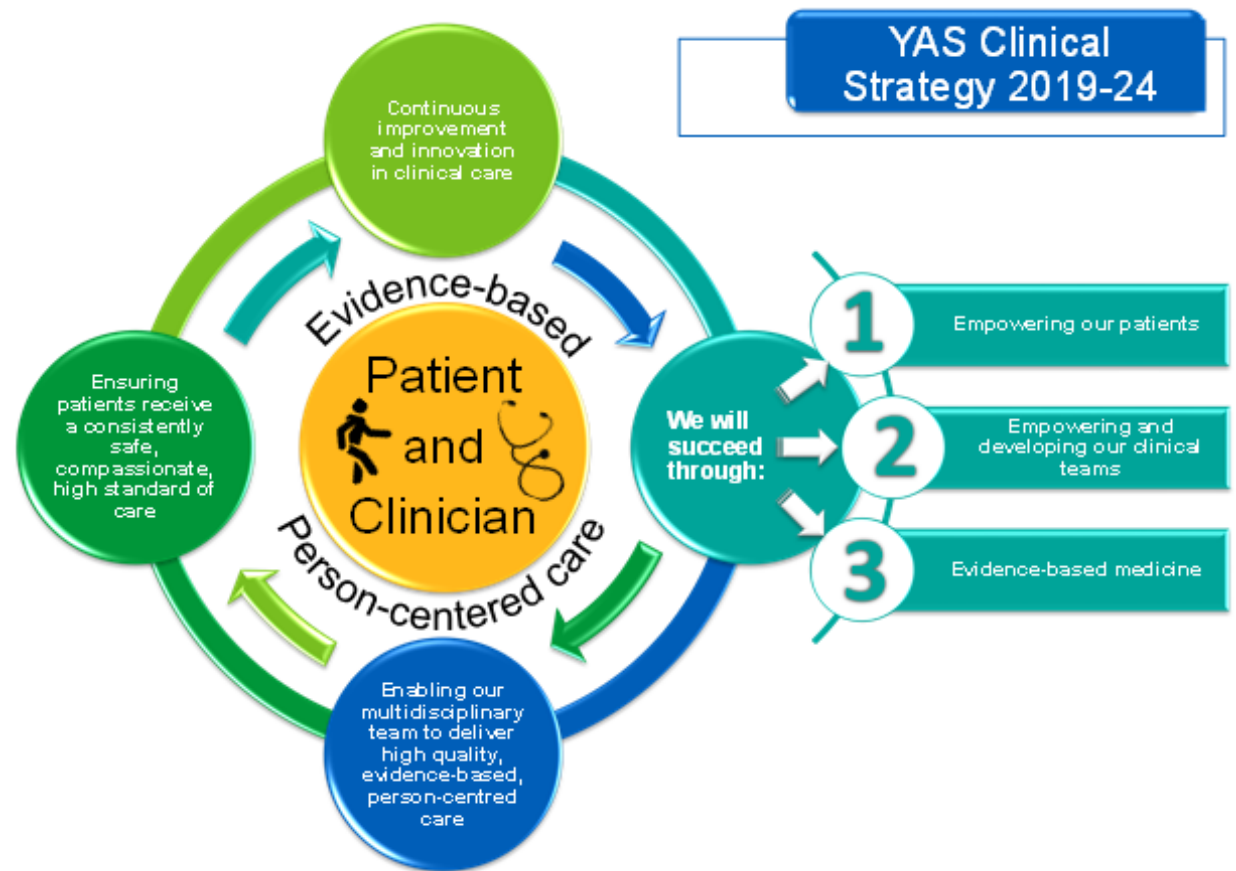 YAS Clinical
Strategy 2019-24
Continuous
improvement
and innovation
in clinical care
Evidence-based
Patient
and
Clinician
Person-centered care
Ensuring
patients receive
a consistently
safe,
compassionate,
high standard of
care
We will
succeed
through:
1
Empowering our patients
2
Empowering and
developing our clinical
teams
3
Evidence-based medicine
Enabling our
multidisciplinary
team to deliver
high quality,
evidence-based,
person-centred
care